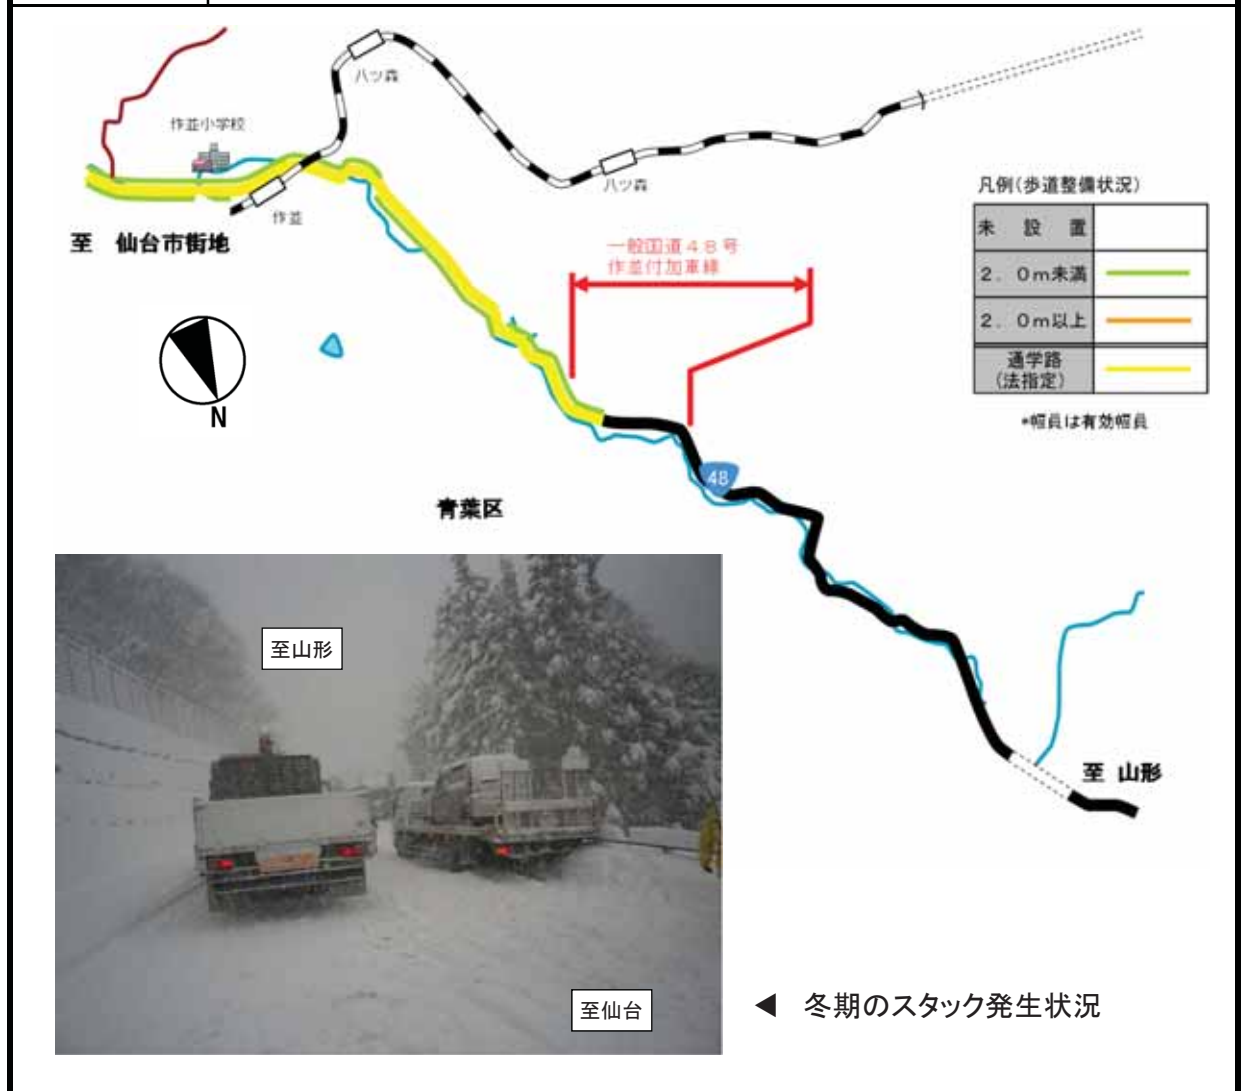 八ツ森
作並小学校
八ツ森
作並
至 仙台市街地
一般国道48号
作並付加車線
凡例(歩道整備状況)
未 設 置
2.0m未満
2.0m以上
通学路
(法指定)
*幅員は有効幅員
N
48
青葉区
至 山形
至山形
至仙台
◀ 冬期のスタック発生状況